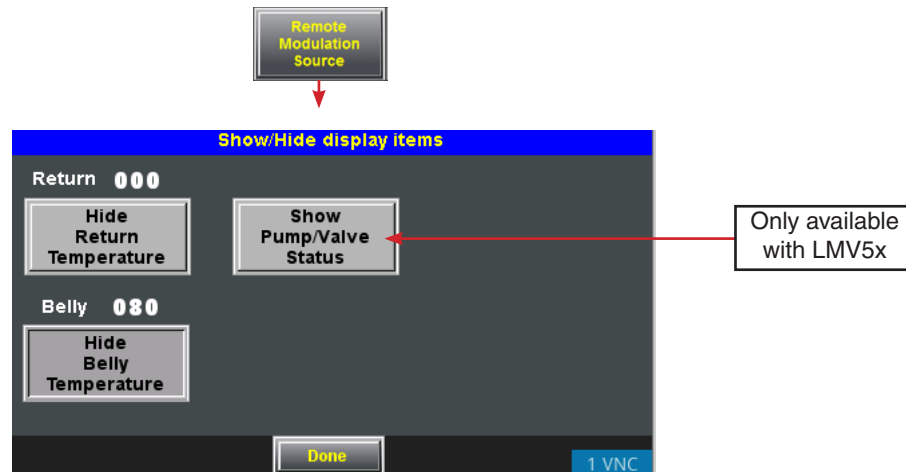 Remote
Modulation
Source
Show/Hide display items
Return 000
Hide
Return
Temperature
Show
Pump/Valve
Status
Only available
with LMV5x
Belly 080
Hide
Belly
Temperature
Done
1 VNC